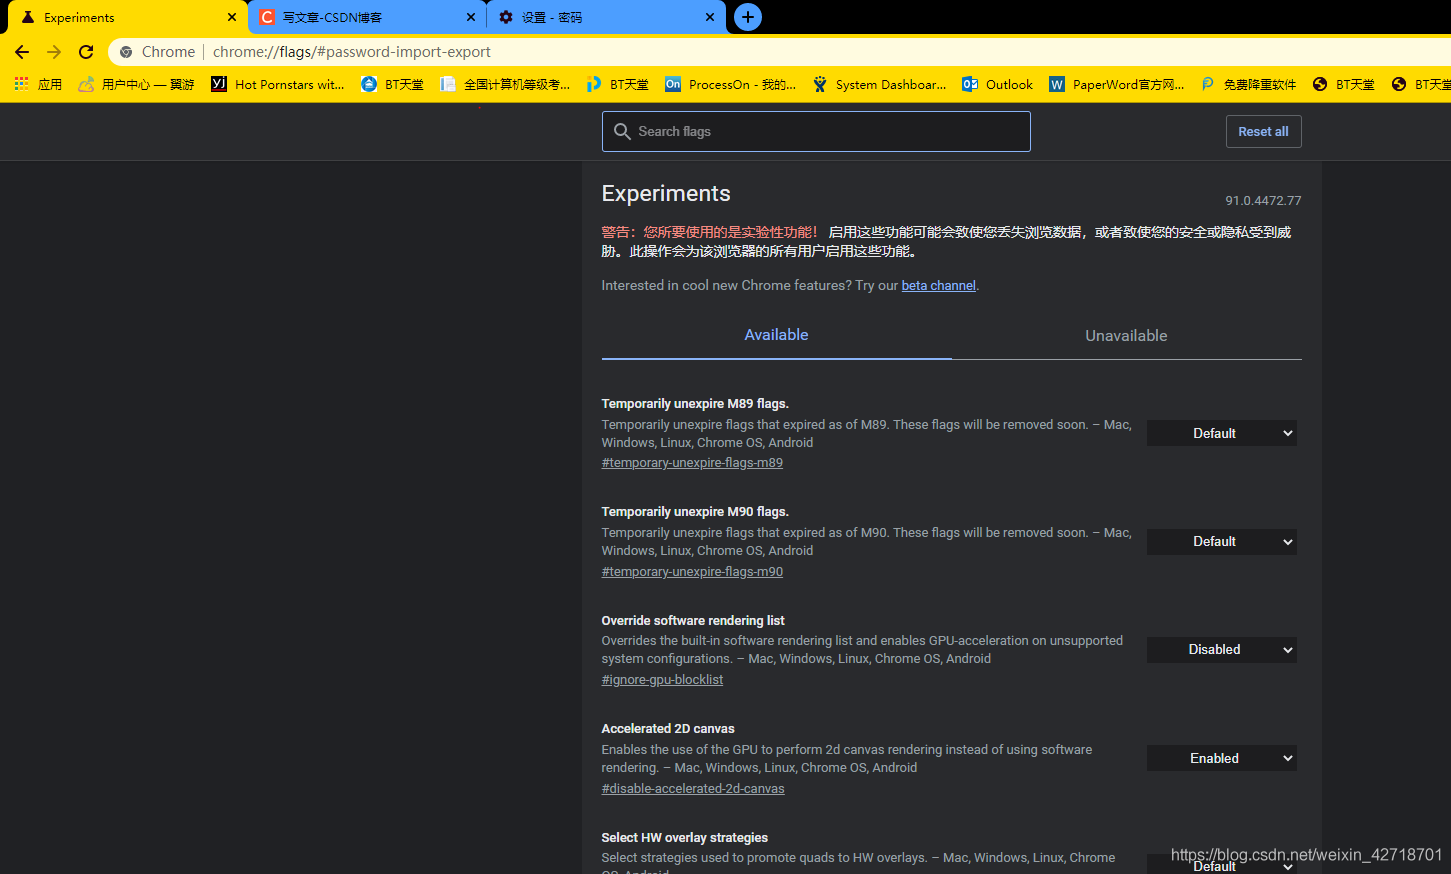 Experiments
写文章-CSDN博客
设置 - 密码
Chrome | chrome://flags/#password-import-export
应用
用户中心 — 翼游
Hot Pornstars wit...
BT天堂
全国计算机等级考...
BT天堂
ProcessOn - 我的...
System Dashboar...
Outlook
PaperWord官方网...
免费降重软件
BT天堂
BT天堂
Search flags
Reset all
Experiments
91.0.4472.77
警告：您所要使用的是实验性功能！ 启用这些功能可能会致使您丢失浏览数据，或者致使您的安全或隐私受到威
胁。此操作会为该浏览器的所有用户启用这些功能。
Interested in cool new Chrome features? Try our beta channel.
Available
Unavailable
Temporarily unexpire M89 flags.
Temporarily unexpire flags that expired as of M89. These flags will be removed soon. – Mac,
Windows, Linux, Chrome OS, Android
#temporary-unexpire-flags-m89
Default
Temporarily unexpire M90 flags.
Temporarily unexpire flags that expired as of M90. These flags will be removed soon. – Mac,
Windows, Linux, Chrome OS, Android
#temporary-unexpire-flags-m90
Default
Override software rendering list
Overrides the built-in software rendering list and enables GPU-acceleration on unsupported
system configurations. – Mac, Windows, Linux, Chrome OS, Android
#ignore-gpu-blocklist
Disabled
Accelerated 2D canvas
Enables the use of the GPU to perform 2d canvas rendering instead of using software
rendering. – Mac, Windows, Linux, Chrome OS, Android
#disable-accelerated-2d-canvas
Enabled
Select HW overlay strategies
Select strategies used to promote quads to HW overlays. – Mac, Windows, Linux, Chrome
OS, Android
Default
https://blog.csdn.net/weixin_42718701